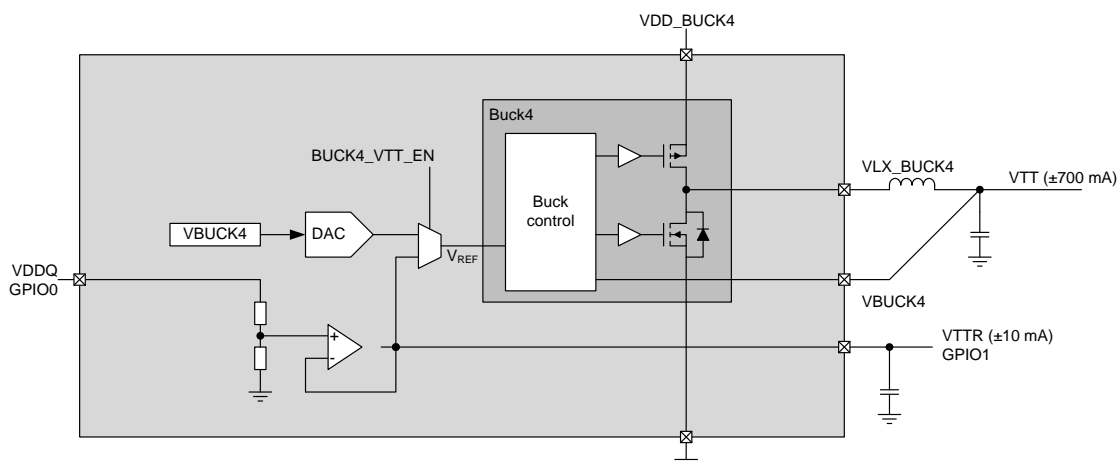 VDD_BUCK4
Buck4
BUCK4_VTT_EN
VLX_BUCK4
VTT (±700 mA)
Buck
control
VBUCK4
DAC
VREF
VDDQ
GPIO0
VBUCK4
+
-
VTTR (±10 mA)
GPIO1